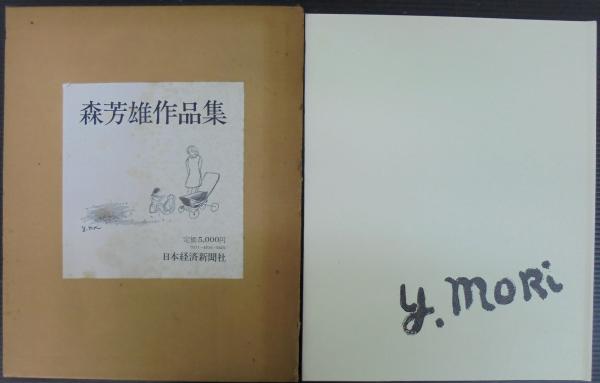 森芳雄作品集
y.mori
定価5,000円
日本経済新聞社
y.MORi